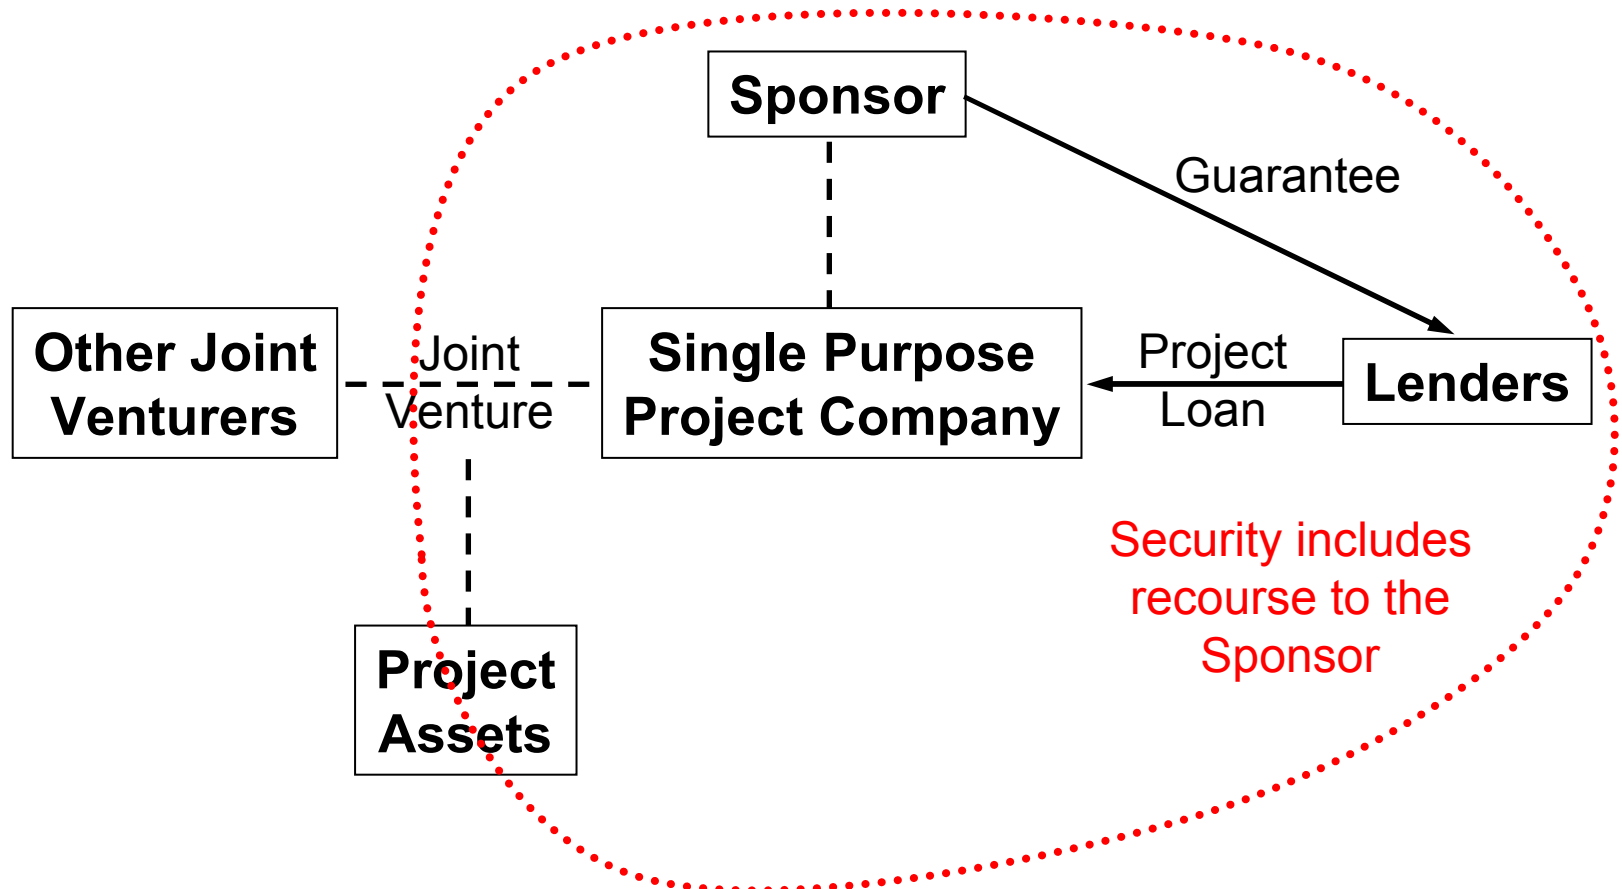 Sponsor
Guarantee
Other Joint
Venturers
Joint
Venture
Single Purpose
Project Company
Project
Loan
Lenders
Security includes
recourse to the
Sponsor
Project
Assets